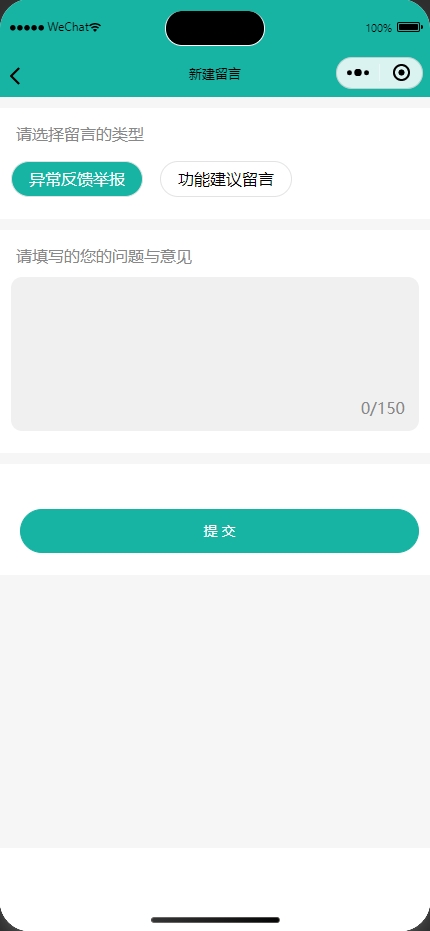 WeChat
100%
新建留言
请选择留言的类型
异常反馈举报
功能建议留言
请填写的您的问题与意见
0/150
提 交